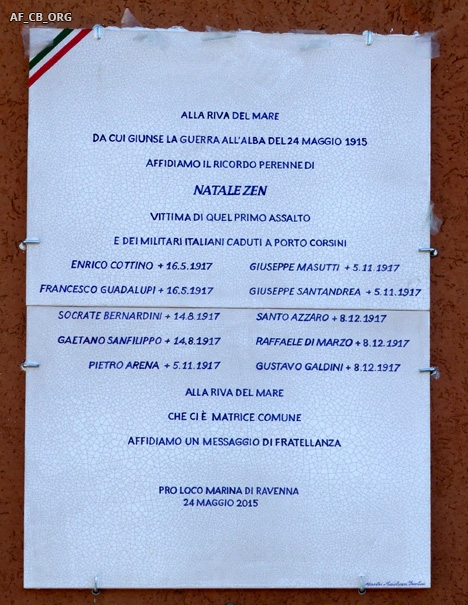 AF_CB_ORG
ALLA RIVA DEL MARE
DA CUI GIUNSE LA GUERRA ALL'ALBA DEL 24 MAGGIO 1915
AFFIDIAMO IL RICORDO PERENNE DI
NATALE ZEN
VITTIMA DI QUEL PRIMO ASSALTO
E DEI MILITARI ITALIANI CADUTI A PORTO CORSINI
ENRICO COTTINO + 16.5.1917 GIUSEPPE MASUTTI + 5.11.1917
FRANCESCO GUADALUPI + 16.5.1917 GIUSEPPE SANTANDREA + 5.11.1917
SOCRATE BERNARDINI + 14.8.1917 SANTO AZZARO + 8.12.1917
GAETANO SANFILIPPO + 14.8.1917 RAFFAELE DI MARZO + 8.12.1917
PIETRO ARENA + 5.11.1917 GUSTAVO GALDINI + 8.12.1917
ALLA RIVA DEL MARE
CHE CI È MATRICE COMUNE
AFFIDIAMO UN MESSAGGIO DI FRATELLANZA
PRO LOCO MARINA DI RAVENNA
24 MAGGIO 2015